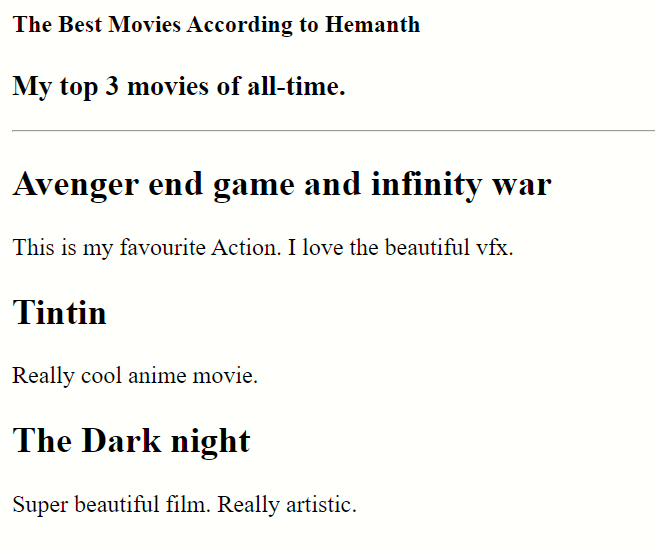 The Best Movies According to Hemanth
My top 3 movies of all-time.
Avenger end game and infinity war
This is my favourite Action. I love the beautiful vfx.
Tintin
Really cool anime movie.
The Dark night
Super beautiful film. Really artistic.